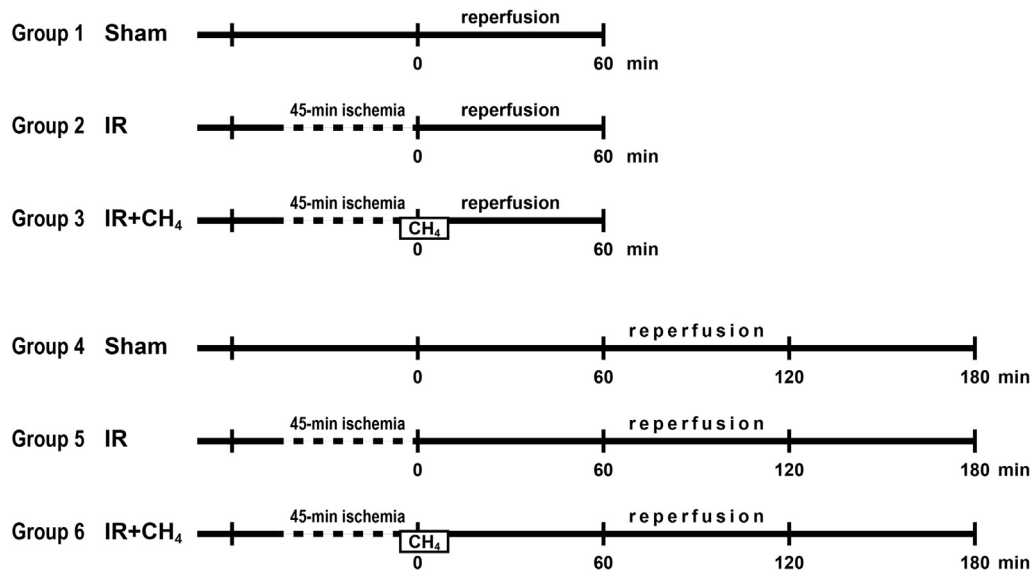 reperfusion
Group 1 Sham
0 60 min
45-min ischemia reperfusion
Group 2 IR
0 60 min
45-min ischemia reperfusion
Group 3 IR+CH₄
CH₄
0 60 min
reperfusion
Group 4 Sham
0 60 120 180 min
45-min ischemia reperfusion
Group 5 IR
0 60 120 180 min
45-min ischemia reperfusion
Group 6 IR+CH₄
CH₄
0 60 120 180 min